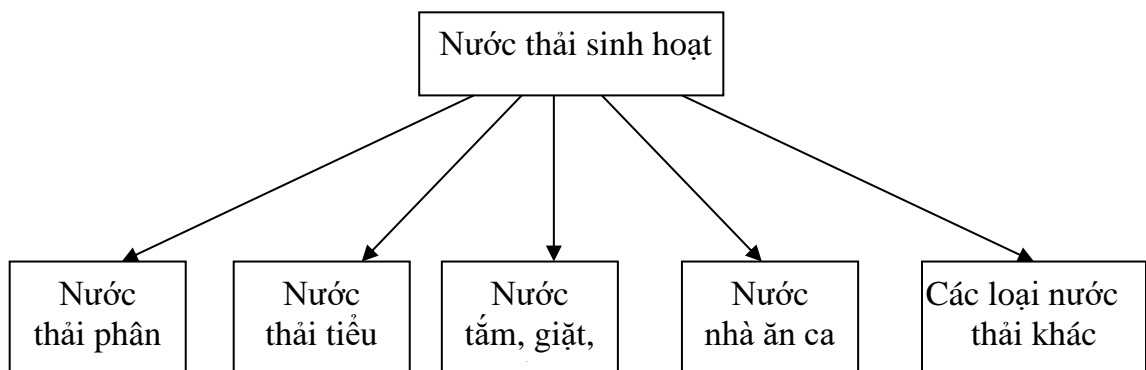 Nước thải sinh hoạt
Nước
thải phân
Nước
thải tiểu
Nước
tắm, giặt,
Nước
nhà ăn ca
Các loại nước
thải khác